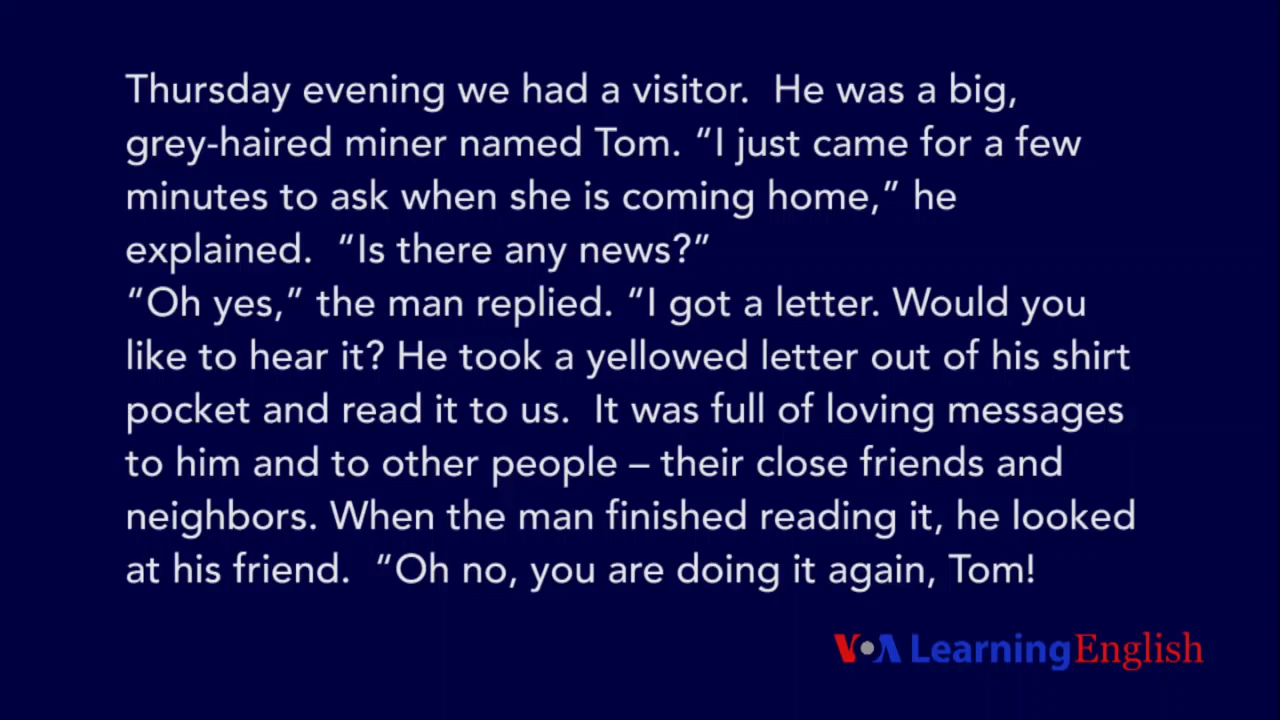 Thursday evening we had a visitor.  He was a big,
grey-haired miner named Tom. “I just came for a few
minutes to ask when she is coming home,” he
explained.  “Is there any news?”
“Oh yes,” the man replied. “I got a letter. Would you
like to hear it? He took a yellowed letter out of his shirt
pocket and read it to us.  It was full of loving messages
to him and to other people – their close friends and
neighbors. When the man finished reading it, he looked
at his friend.  “Oh no, you are doing it again, Tom!
VOA Learning English